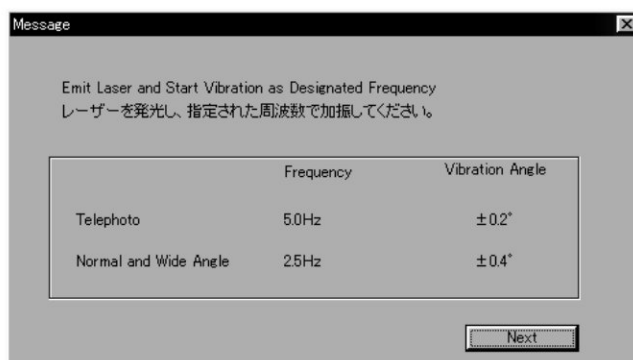 Message
Emit Laser and Start Vibration as Designated Frequency
レーザーを発光し、指定された周波数で加振してください。
Frequency Vibration Angle
Telephoto 5.0Hz ±0.2°
Normal and Wide Angle 2.5Hz ±0.4°
Next